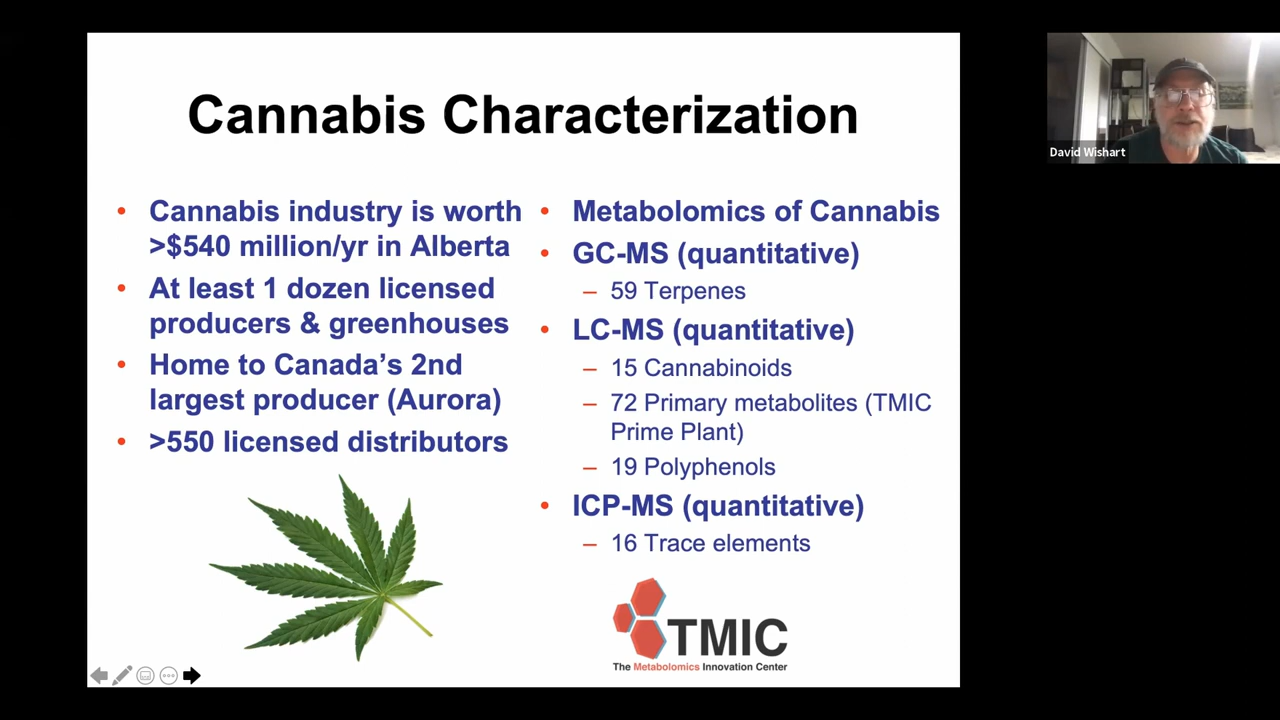 Cannabis Characterization
• Cannabis industry is worth
>$540 million/yr in Alberta
• At least 1 dozen licensed
producers & greenhouses
• Home to Canada’s 2nd
largest producer (Aurora)
• >550 licensed distributors
• Metabolomics of Cannabis
• GC-MS (quantitative)
– 59 Terpenes
• LC-MS (quantitative)
– 15 Cannabinoids
– 72 Primary metabolites (TMIC
Prime Plant)
– 19 Polyphenols
• ICP-MS (quantitative)
– 16 Trace elements
TMIC
The Metabolomics Innovation Center
David Wishart